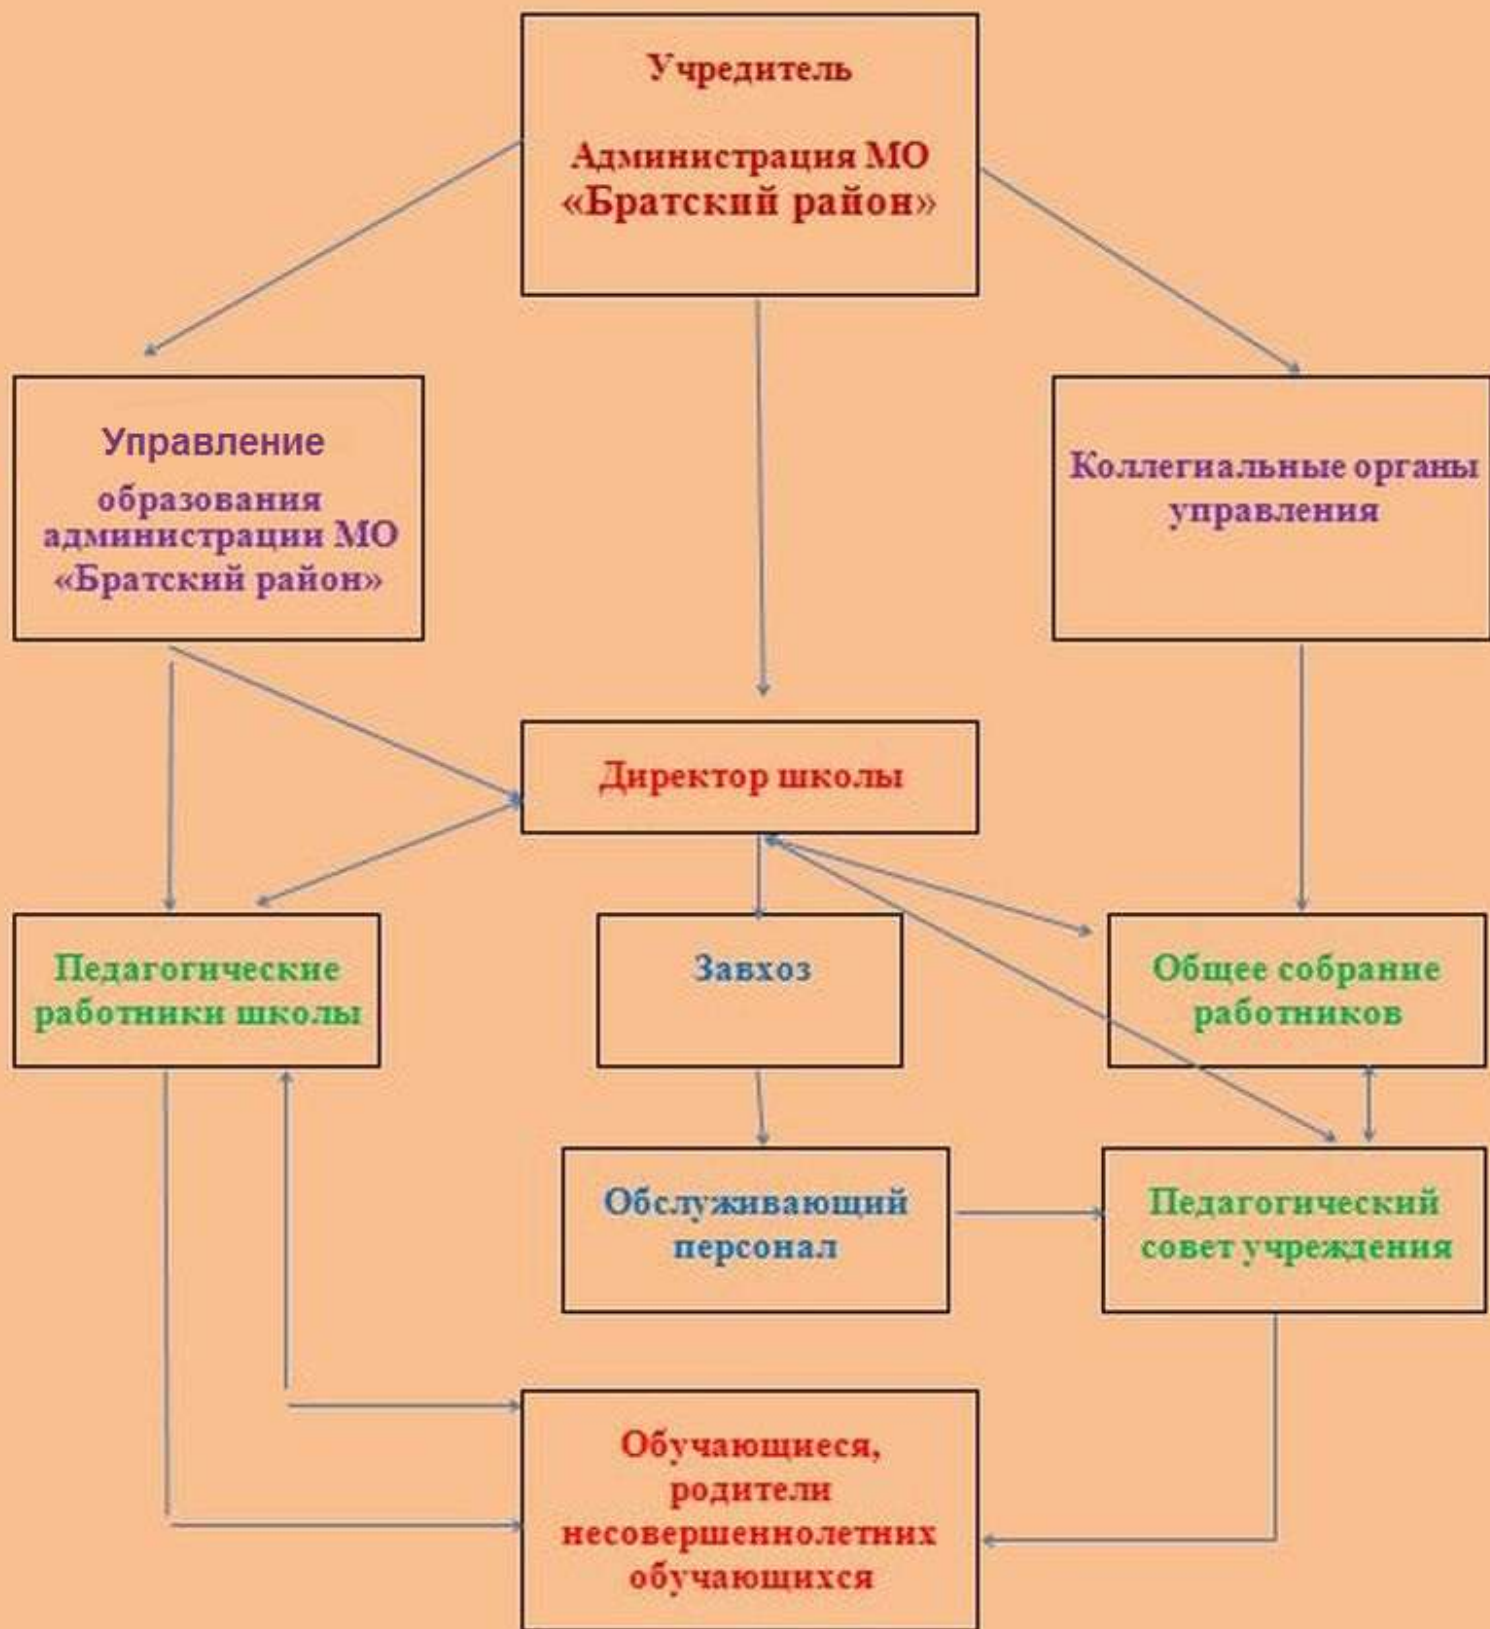 Учредитель
Администрация МО
«Братский район»
Управление
образования
администрации МО
«Братский район»
Коллегиальные органы
управления
Директор школы
Педагогические
работники школы
Завхоз
Общее собрание
работников
Обслуживающий
персонал
Педагогический
совет учреждения
Обучающиеся,
родители
несовершеннолетних
обучающихся